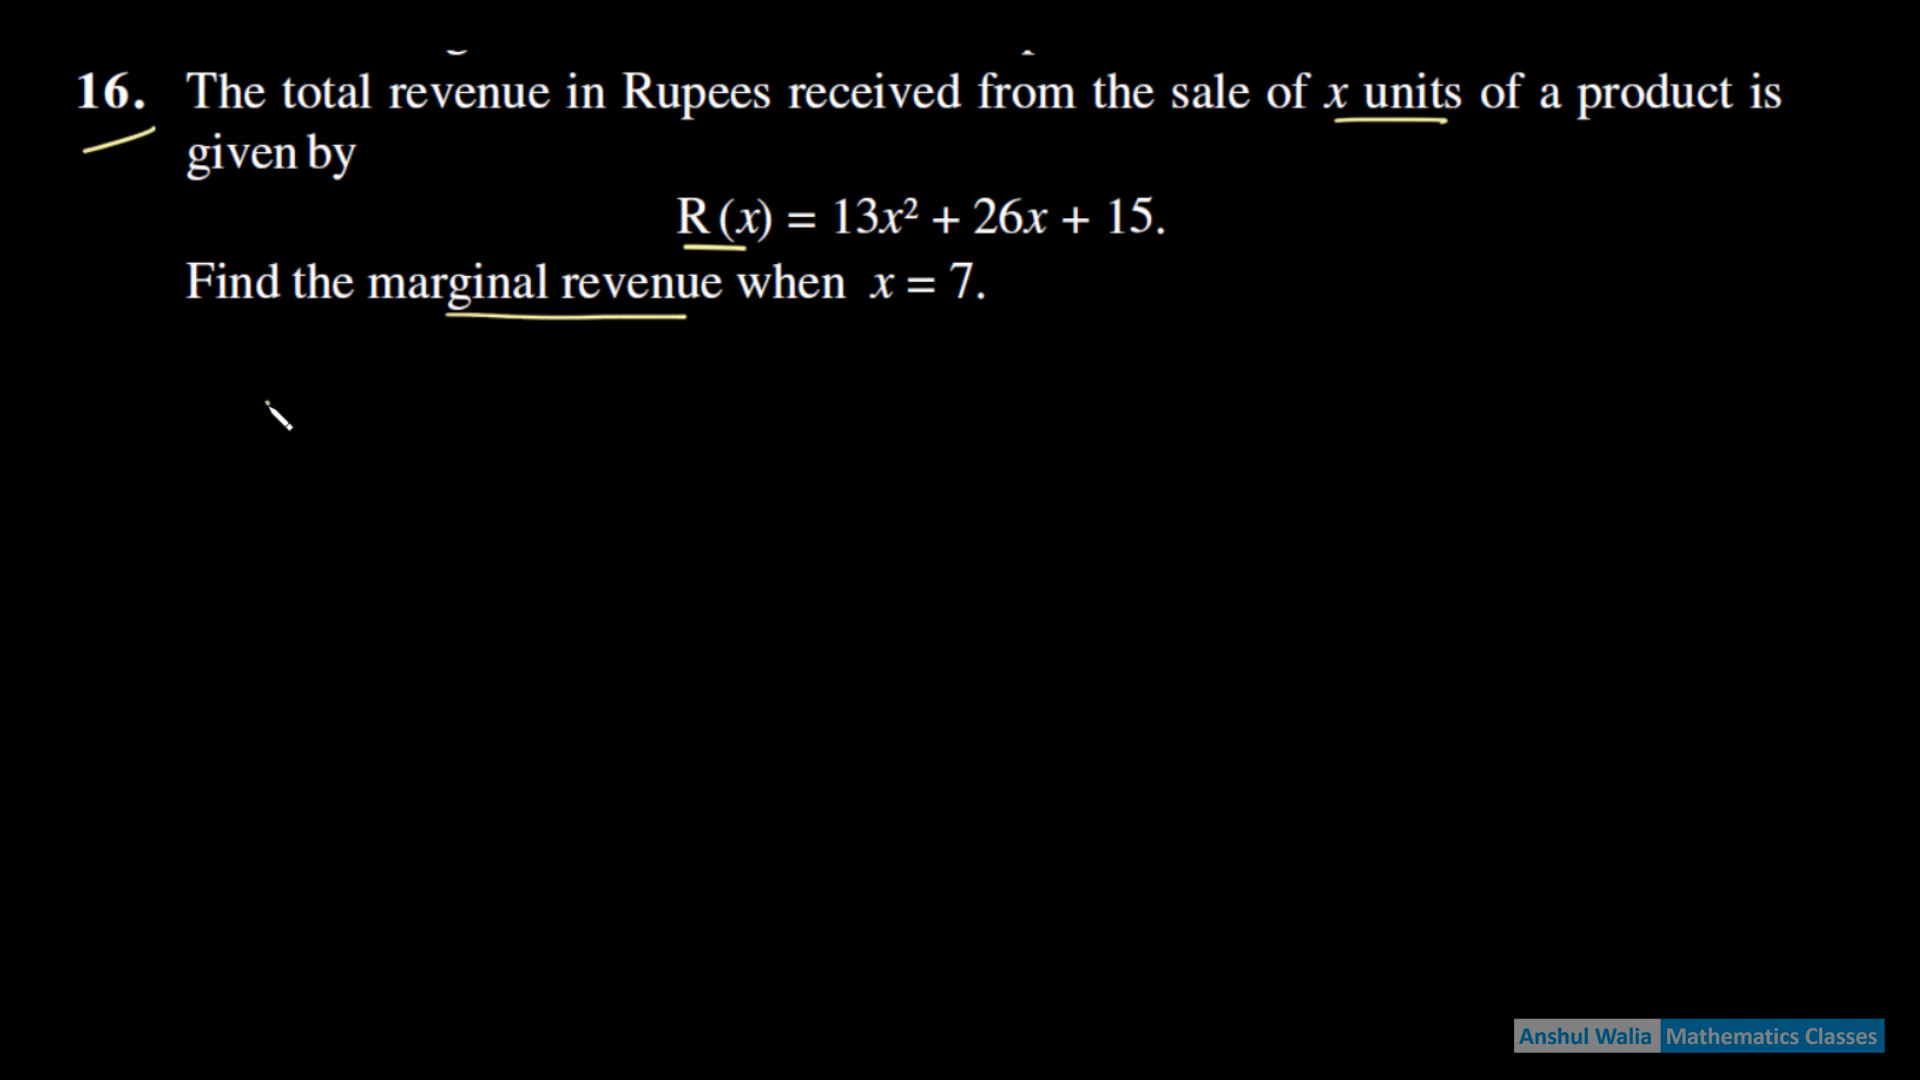 16. The total revenue in Rupees received from the sale of x units of a product is
given by
R (x) = 13x² + 26x + 15.
Find the marginal revenue when x = 7.
Anshul Walia Mathematics Classes